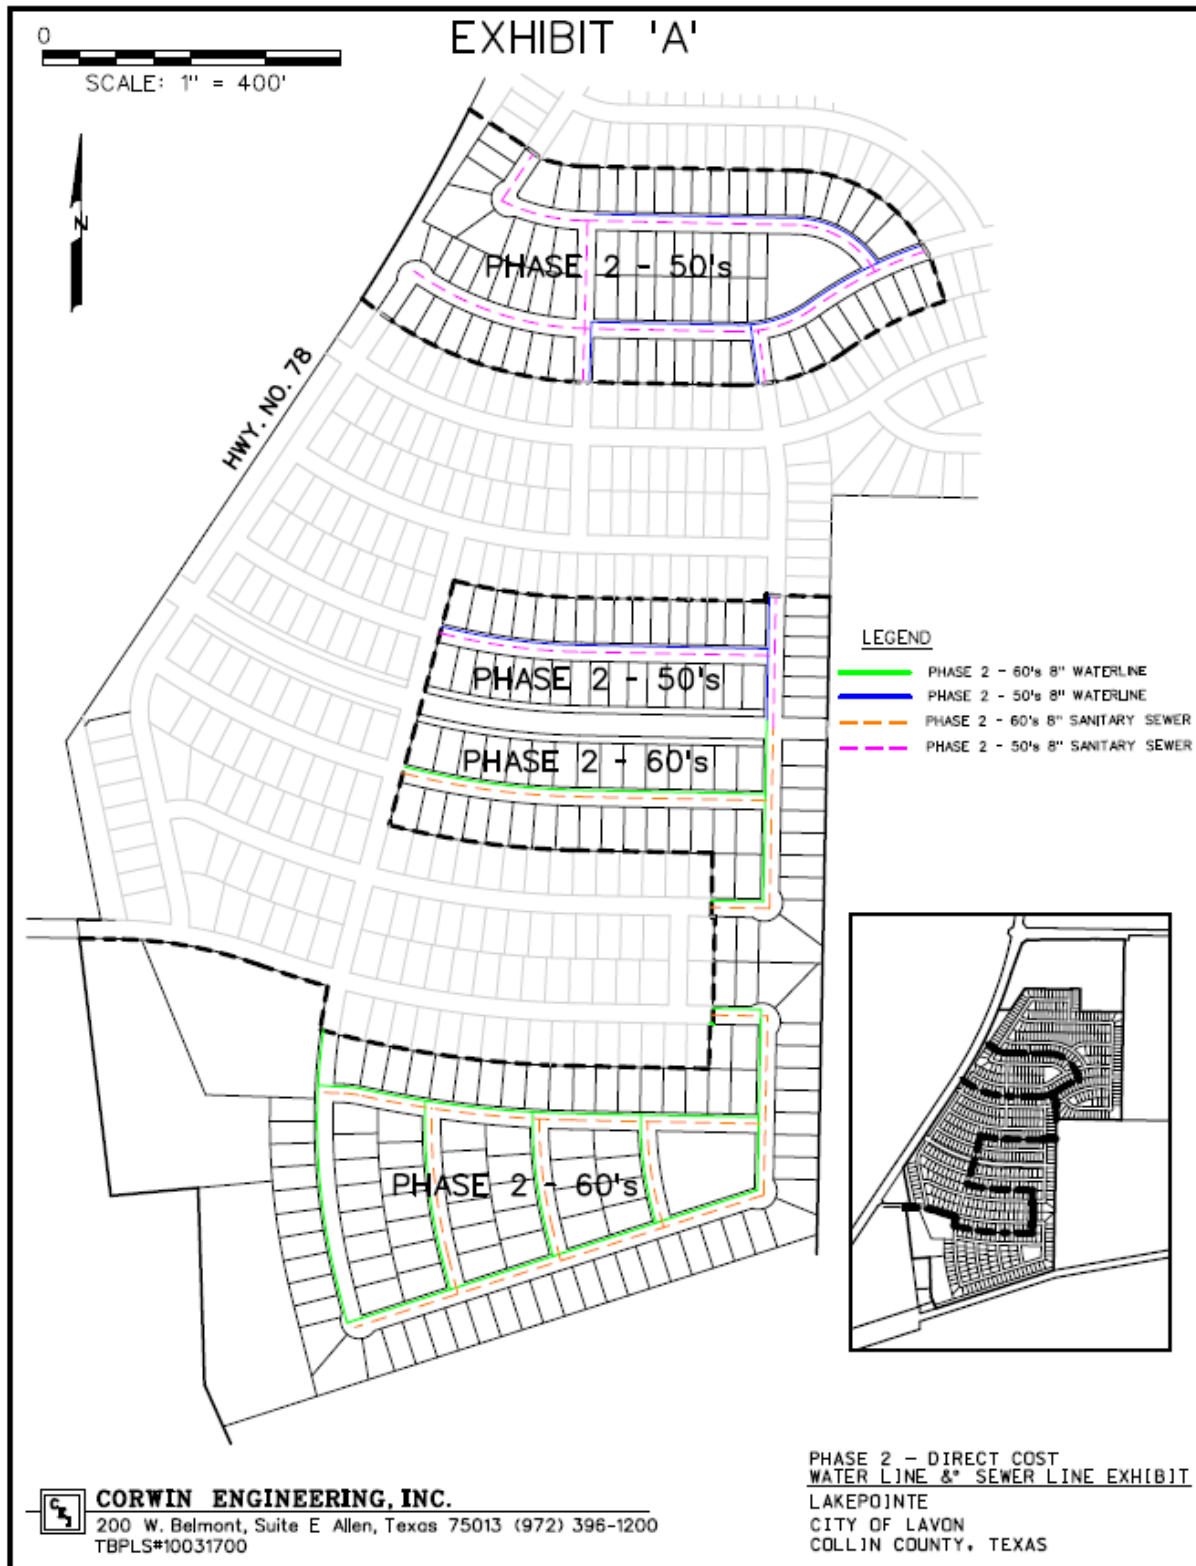 EXHIBIT 'A'
0
SCALE: 1" = 400'
N
HWY. NO. 78
PHASE 2 - 50's
PHASE 2 - 50's
PHASE 2 - 60's
PHASE 2 - 60's
LEGEND
PHASE 2 - 60's 8" WATERLINE
PHASE 2 - 50's 8" WATERLINE
PHASE 2 - 60's 8" SANITARY SEWER
PHASE 2 - 50's 8" SANITARY SEWER
CORWIN ENGINEERING, INC.
200 W. Belmont, Suite E Allen, Texas 75013 (972) 396-1200
TBPLS#10031700
PHASE 2 - DIRECT COST
WATER LINE & SEWER LINE EXHIBIT
LAKEPOINTE
CITY OF LAVON
COLLIN COUNTY, TEXAS